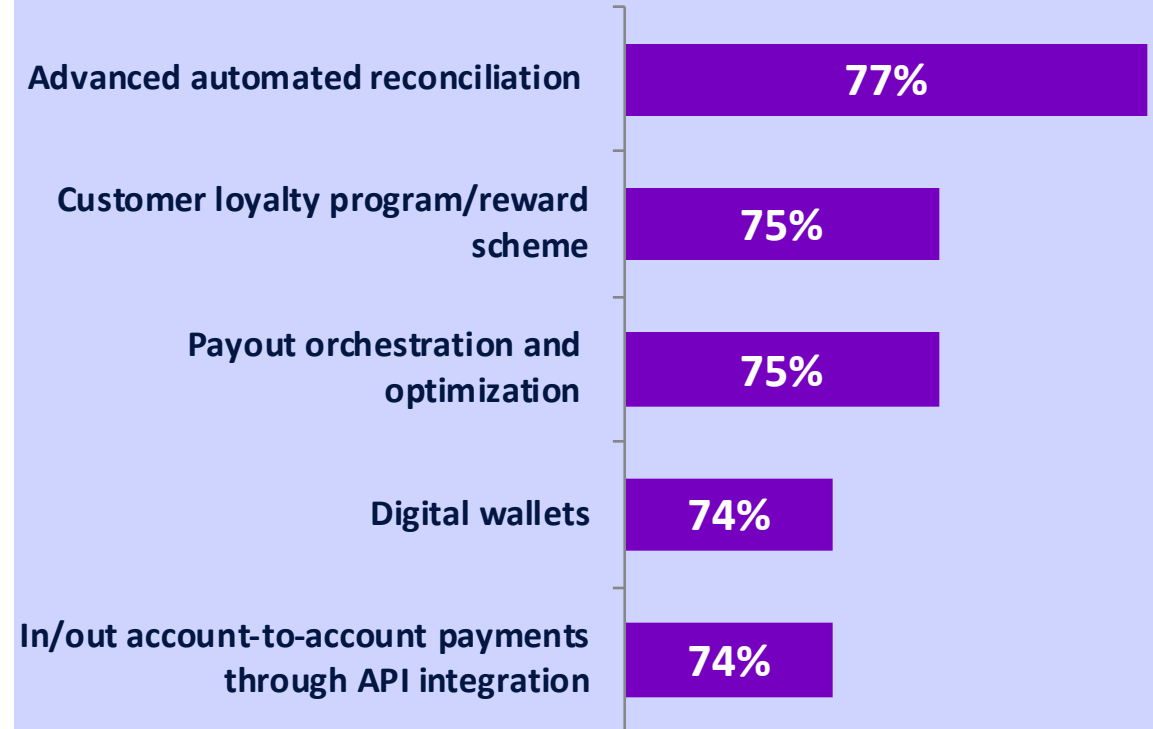 Advanced automated reconciliation
77%
Customer loyalty program/reward
scheme
75%
Payout orchestration and
optimization
75%
Digital wallets
74%
In/out account-to-account payments
through API integration
74%